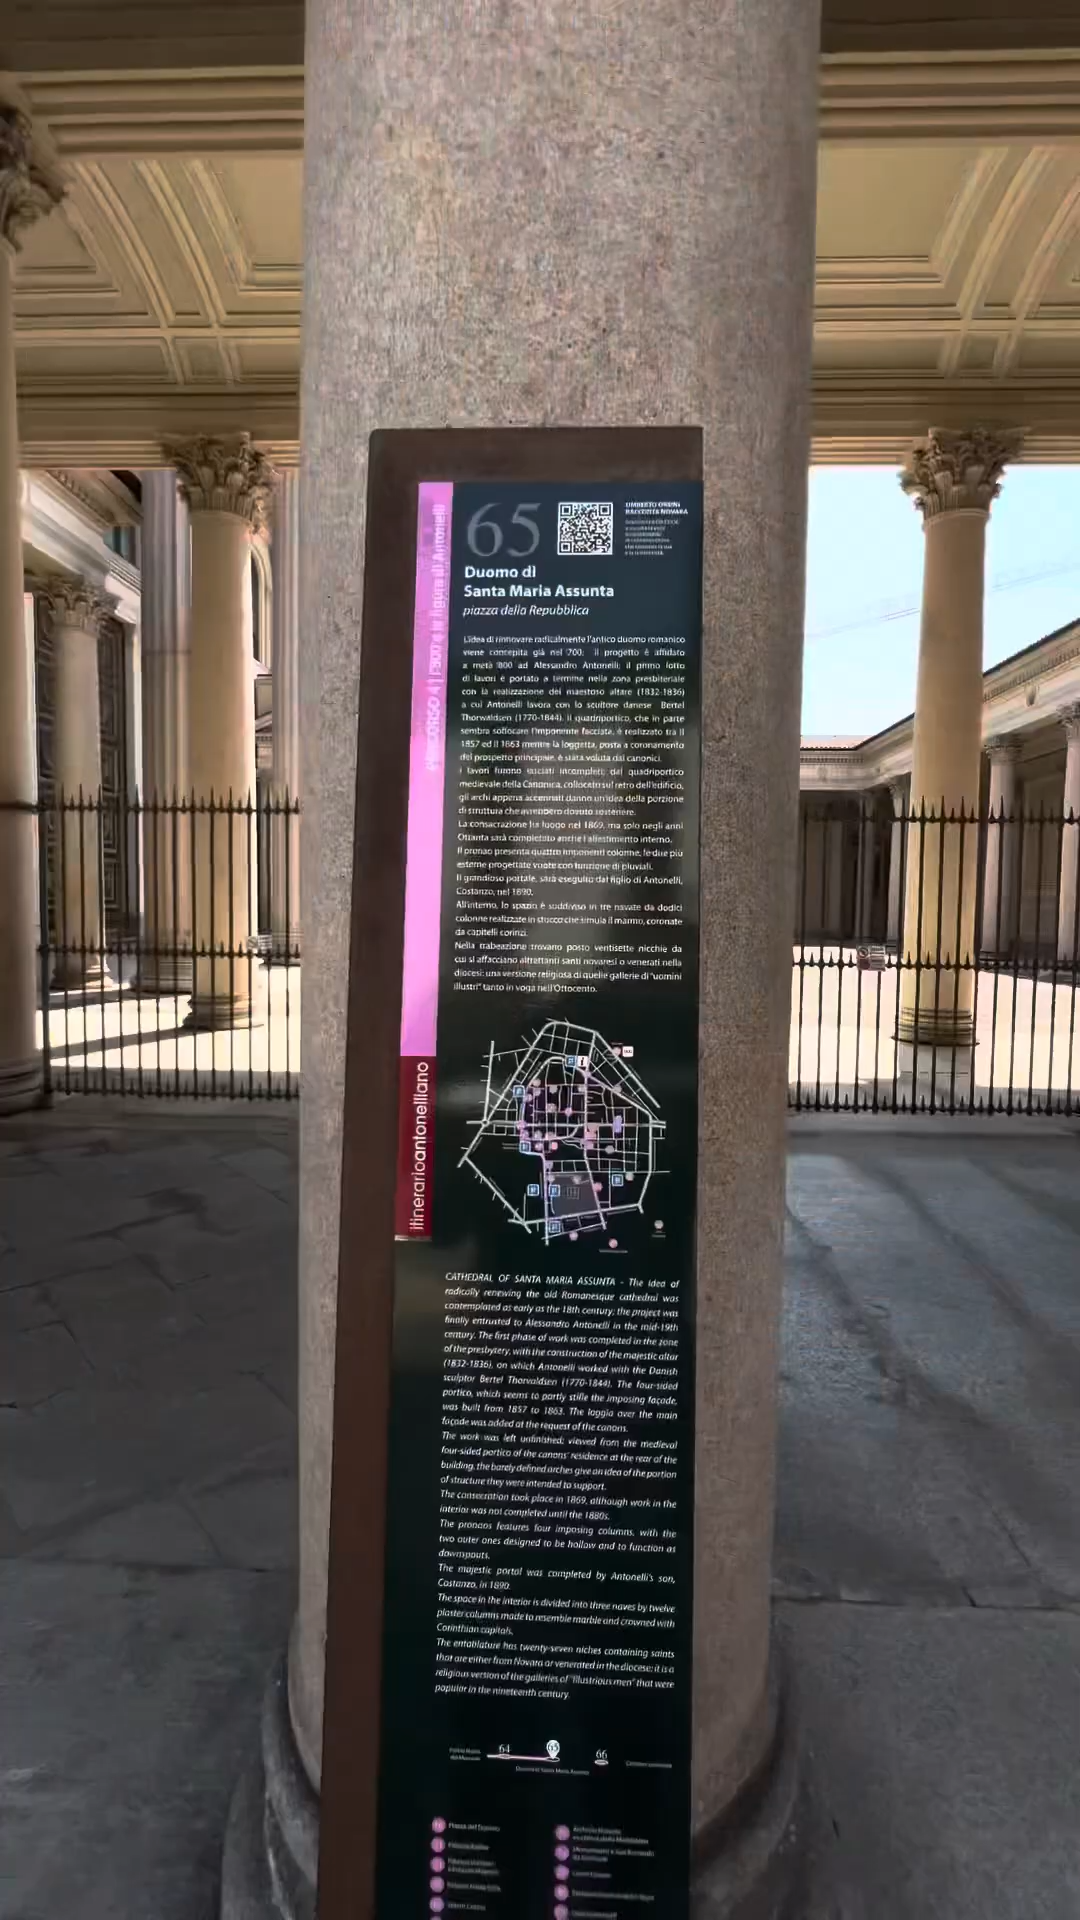 65
UMBERTO ORSINI
RACCONTA NOVARA
Duomo di
Santa Maria Assunta
piazza della Repubblica
L'idea di rinnovare radicalmente l'antico duomo romanico
viene concepita già nel '700; il progetto è affidato
a metà '800 ad Alessandro Antonelli; il primo lotto
di lavori è portato a termine nella zona presbiteriale
con la realizzazione del maestoso altare (1832-1836)
a cui Antonelli lavora con lo scultore danese Bertel
Thorwaldsen (1770-1844). Il quadriportico, che in parte
sembra soffocare l'imponente facciata, è realizzato tra il
1857 ed il 1863 mentre la loggetta, posta a coronamento
del prospetto principale, è stata voluta dai canonici.
I lavori furono lasciati incompleti; dal quadriportico
medievale della Canonica, collocato sul retro dell'edificio,
gli archi appena accennati danno un'idea della porzione
di struttura che avrebbero dovuto sostenere.
La consacrazione ha luogo nel 1869, ma solo negli anni
Ottanta sarà completato anche l'allestimento interno.
Il pronao presenta quattro imponenti colonne, le due più
esterne progettate vuote con funzione di pluviali.
Il grandioso portale, sarà eseguito dal figlio di Antonelli,
Costanzo, nel 1890.
All'interno, lo spazio è suddiviso in tre navate da dodici
colonne realizzate in stucco che simula il marmo, coronate
da capitelli corinzi.
Nella trabeazione trovano posto ventisette nicchie da
cui si affacciano altrettanti santi novaresi o venerati nella
diocesi: una versione religiosa di quelle gallerie di "uomini
illustri" tanto in voga nell'Ottocento.
itinerarioantonelliano
CATHEDRAL OF SANTA MARIA ASSUNTA - The idea of
radically renewing the old Romanesque cathedral was
contemplated as early as the 18th century; the project was
finally entrusted to Alessandro Antonelli in the mid-19th
century. The first phase of work was completed in the zone
of the presbytery, with the construction of the majestic altar
(1832-1836), on which Antonelli worked with the Danish
sculptor Bertel Thorvaldsen (1770-1844). The four-sided
portico, which seems to partly stifle the imposing façade,
was built from 1857 to 1863. The loggia over the main
façade was added at the request of the canons.
The work was left unfinished; viewed from the medieval
four-sided portico of the canons' residence at the rear of the
building, the barely defined arches give an idea of the portion
of structure they were intended to support.
The consecration took place in 1869, although work in the
interior was not completed until the 1880s.
The pronaos features four imposing columns, with the
two outer ones designed to be hollow and to function as
downspouts.
The majestic portal was completed by Antonelli's son,
Costanzo, in 1890.
The space in the interior is divided into three naves by twelve
plaster columns made to resemble marble and crowned with
Corinthian capitals.
The entablature has twenty-seven niches containing saints
that are either from Novara or venerated in the diocese: it is a
religious version of the galleries of "illustrious men" that were
popular in the nineteenth century.
64
65
66
Duomo di Santa Maria Assunta